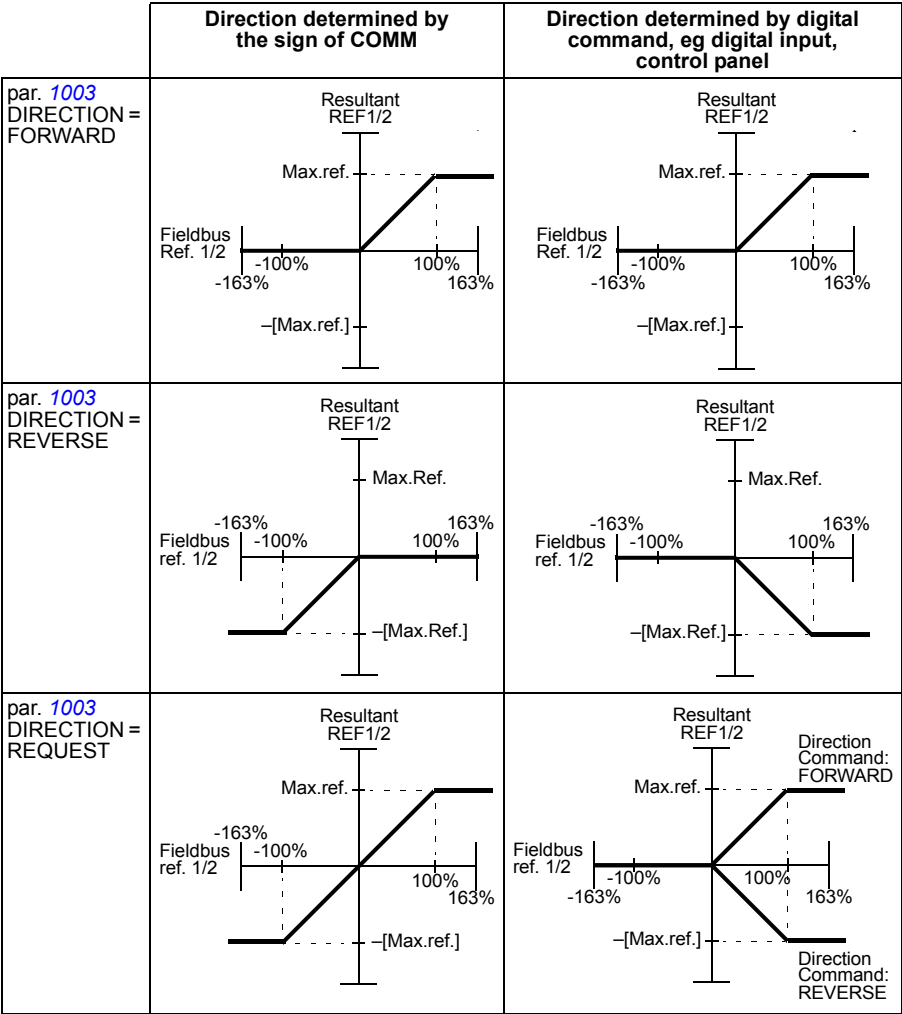 Direction determined by
the sign of COMM
Direction determined by digital
command, eg digital input,
control panel
par. 1003
DIRECTION =
FORWARD
Resultant
REF1/2
Max.ref.
Fieldbus
Ref. 1/2
-100%
-163%
100%
163%
–[Max.ref.]
Resultant
REF1/2
Max.ref.
Fieldbus
Ref. 1/2
-100%
-163%
100%
163%
–[Max.ref.]
par. 1003
DIRECTION =
REVERSE
Resultant
REF1/2
Max.Ref.
-163%
163%
Fieldbus
ref. 1/2
-100%
100%
–[Max.Ref.]
Resultant
REF1/2
Max.Ref.
-163%
163%
Fieldbus
ref. 1/2
-100%
100%
–[Max.Ref.]
par. 1003
DIRECTION =
REQUEST
Resultant
REF1/2
Max.ref.
-163%
Fieldbus
ref. 1/2
-100%
100%
163%
–[Max.ref.]
Resultant
REF1/2
Direction
Command:
FORWARD
Max.ref.
Fieldbus
ref. 1/2
-100%
-163%
100%
163%
–[Max.ref.]
Direction
Command:
REVERSE